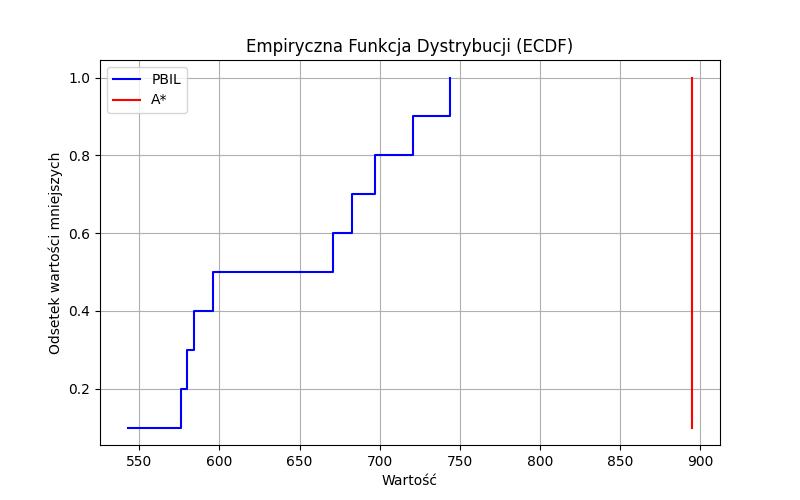 Empiryczna Funkcja Dystrybucji (ECDF)
PBIL
A*
Odsetek wartości mniejszych
1.0
0.8
0.6
0.4
0.2
550 600 650 700 750 800 850 900
Wartość